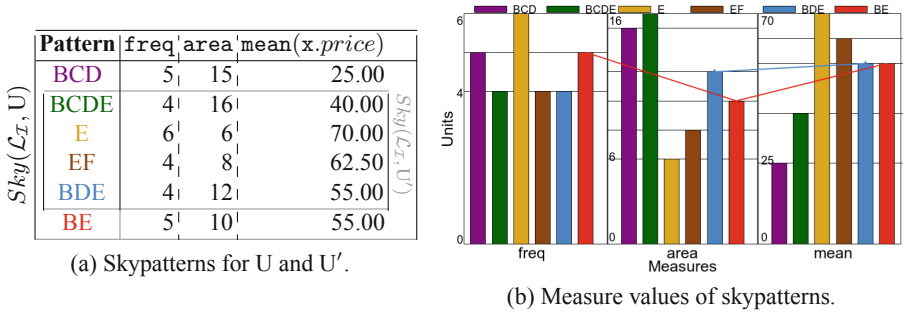 Pattern freq area mean(x.price)
BCD 5 15 25.00
BCDE 4 16 40.00
E 6 6 70.00
EF 4 8 62.50
BDE 4 12 55.00
BE 5 10 55.00
Sky(ℒ_ℐ, U)
Sky(ℒ_ℐ, U′)
(a) Skypatterns for U and U′.
BCD BCDE E EF BDE BE
6 16 70
4 6 25
0 0 0
Units
freq area mean
Measures
(b) Measure values of skypatterns.